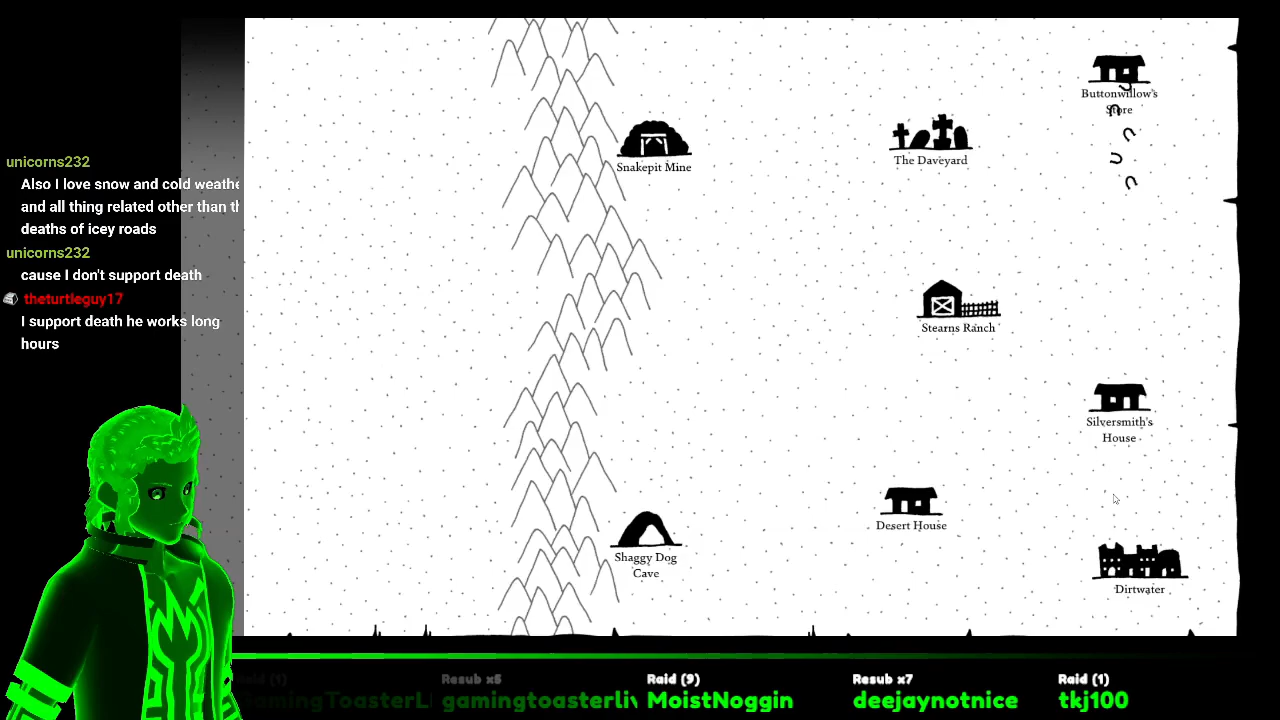 unicorns232
Also I love snow and cold
and all thing related other than
deaths of icey roads
unicorns232
cause I don't support death
theturtleguy17
I support death he works long
hours
Buttonwillow's
Store
Snakepit Mine
The Daveyard
Stearns Ranch
Silversmith's
House
Desert House
Shaggy Dog
Cave
Dirtwater
Resub x5
gamingtoasterliv
Raid (9)
MoistNoggin
Resub x7
deejaynotnice
Raid (1)
tkj100